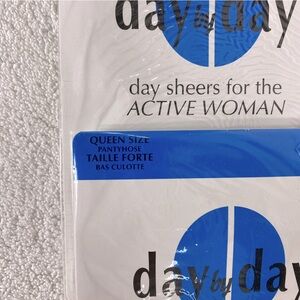 day by day
day sheers for the
ACTIVE WOMAN
QUEEN SIZE
PANTYHOSE
TAILLE FORTE
BAS CULOTTE
day by day